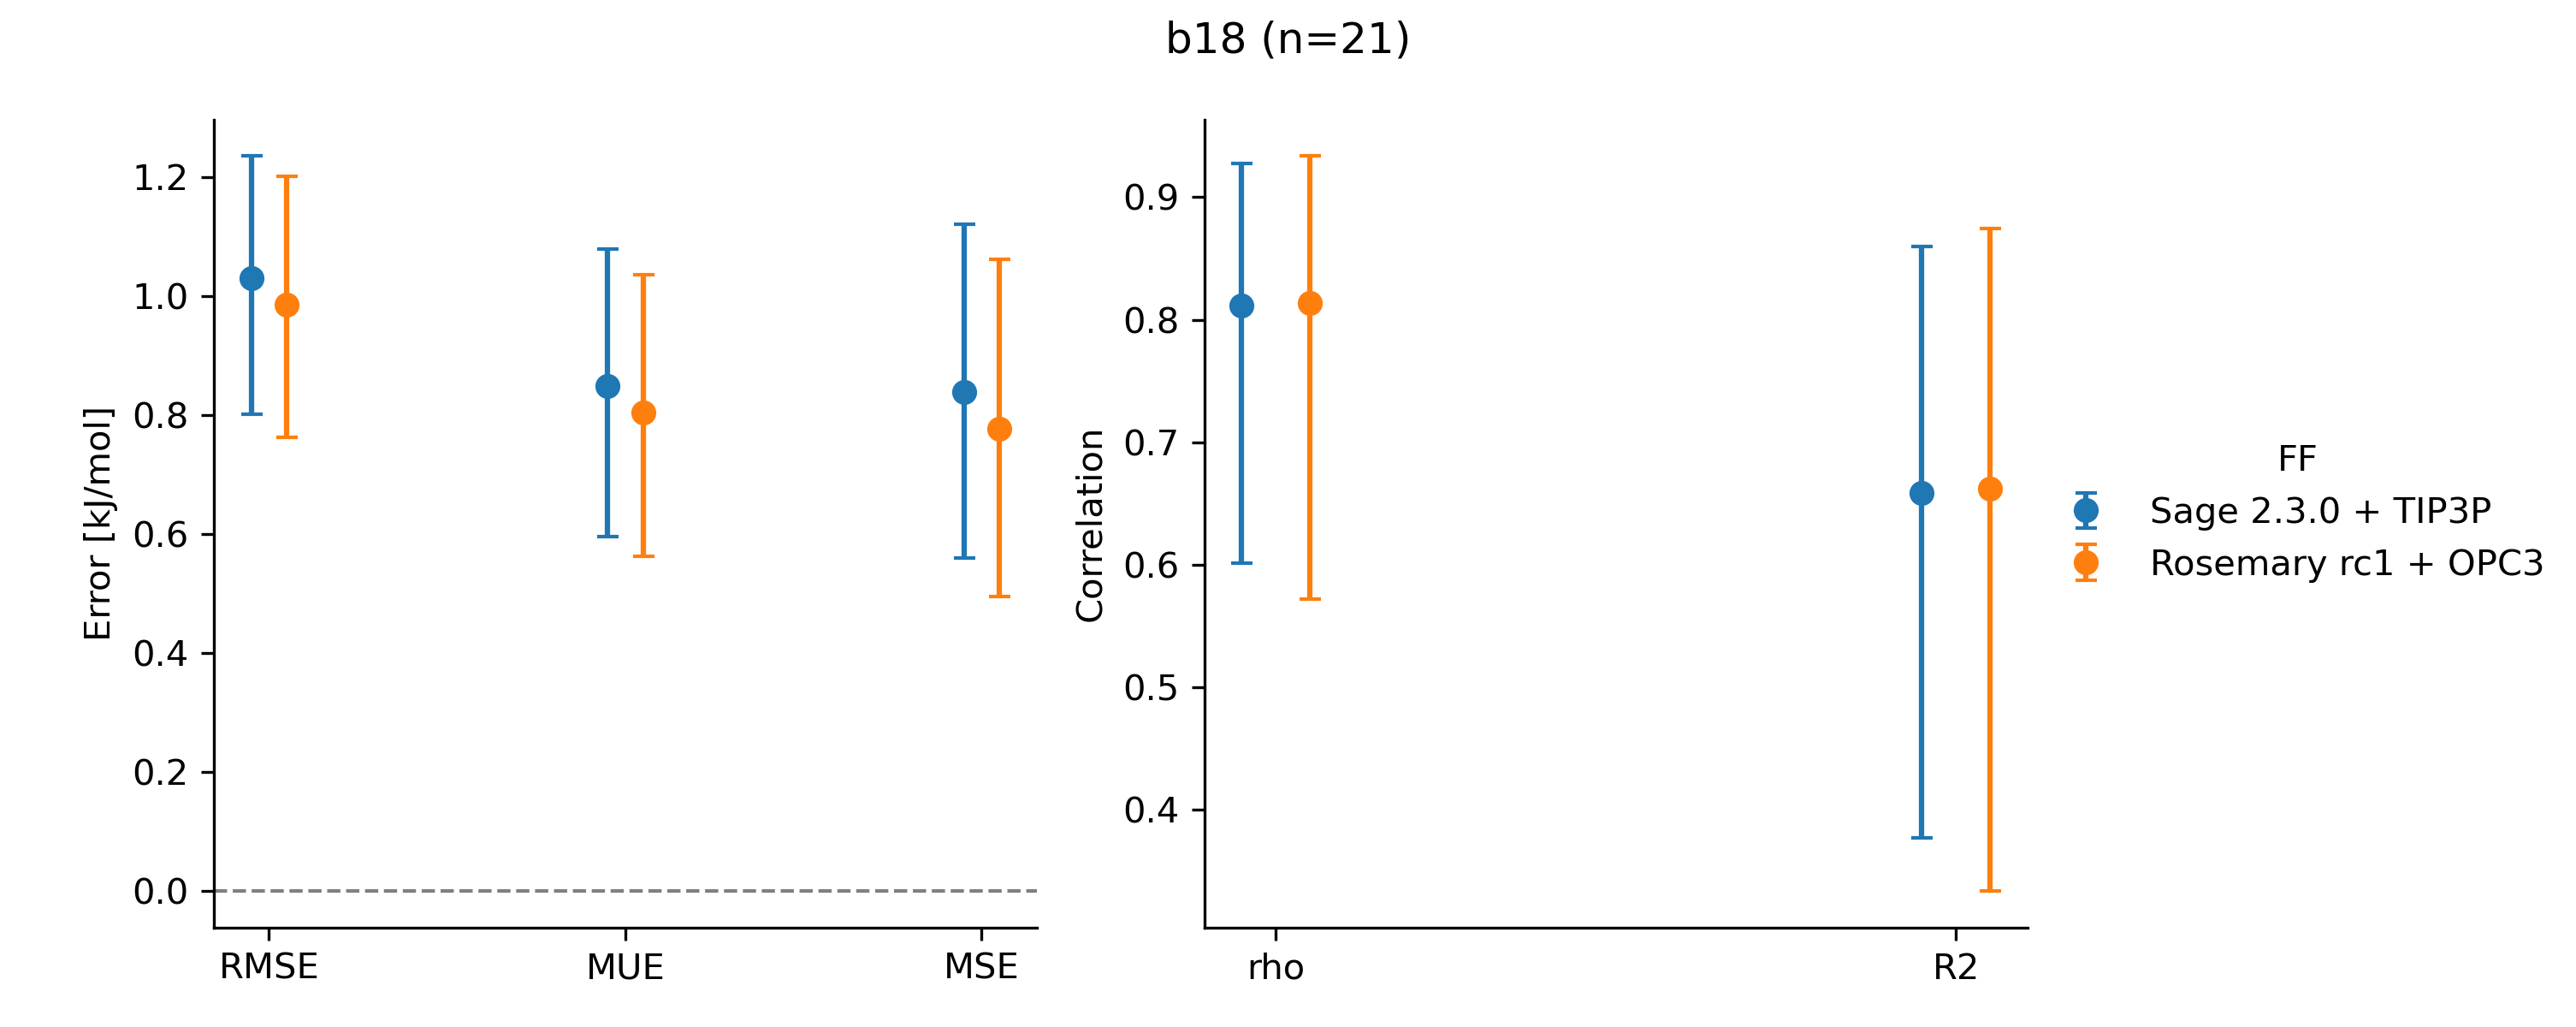 b18 (n=21)
Error [kJ/mol]
1.2
1.0
0.8
0.6
0.4
0.2
0.0
RMSE
MUE
MSE
Correlation
0.9
0.8
0.7
0.6
0.5
0.4
rho
R2
FF
Sage 2.3.0 + TIP3P
Rosemary rc1 + OPC3